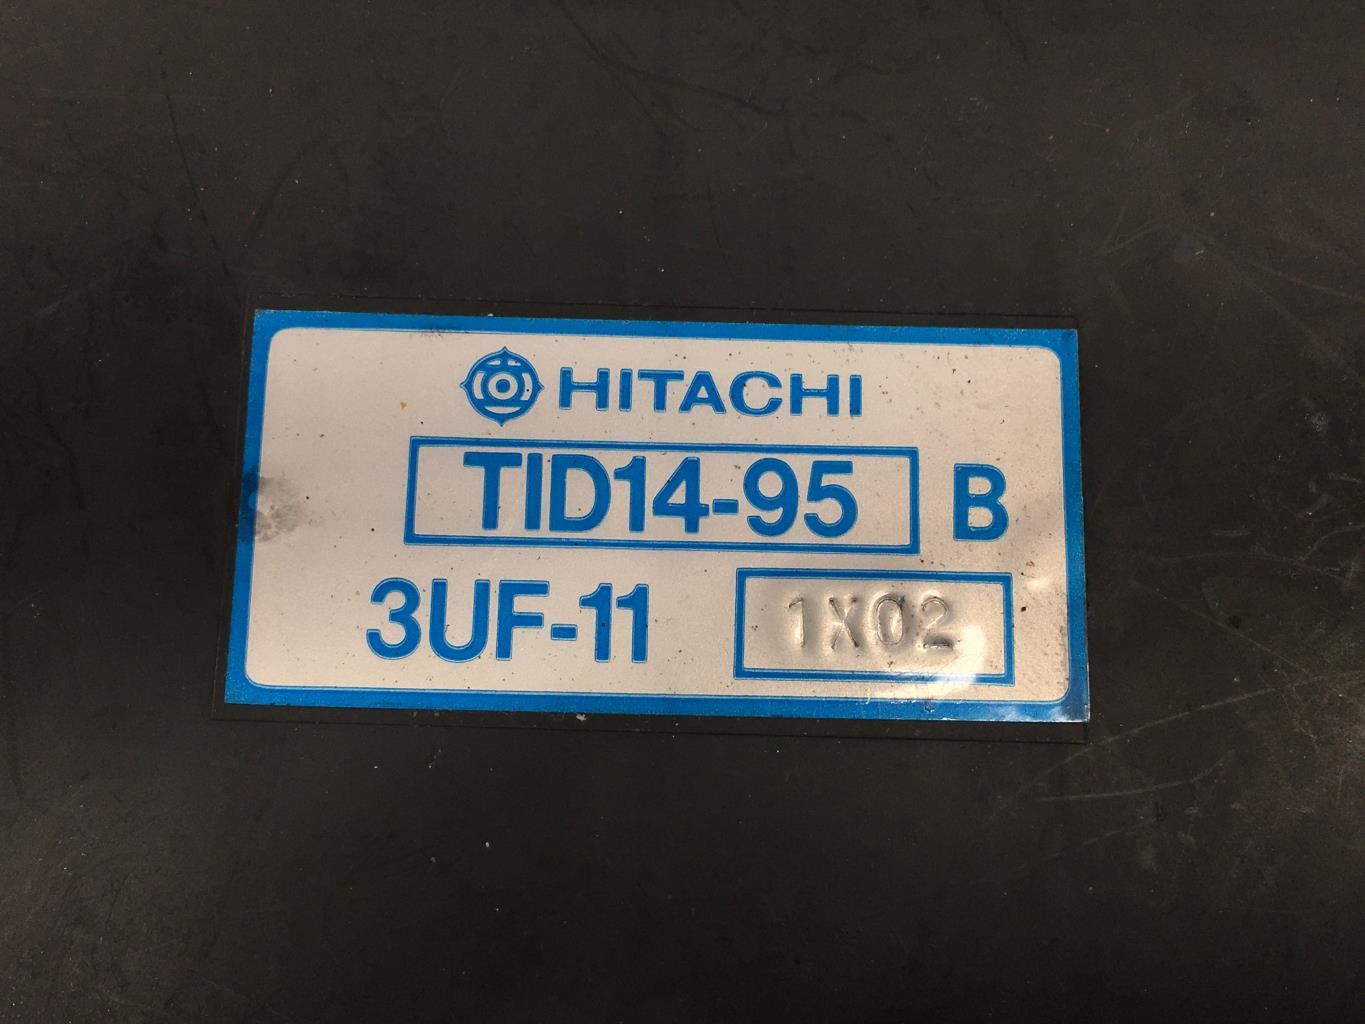 HITACHI
TID14-95 B
3UF-11 1X02